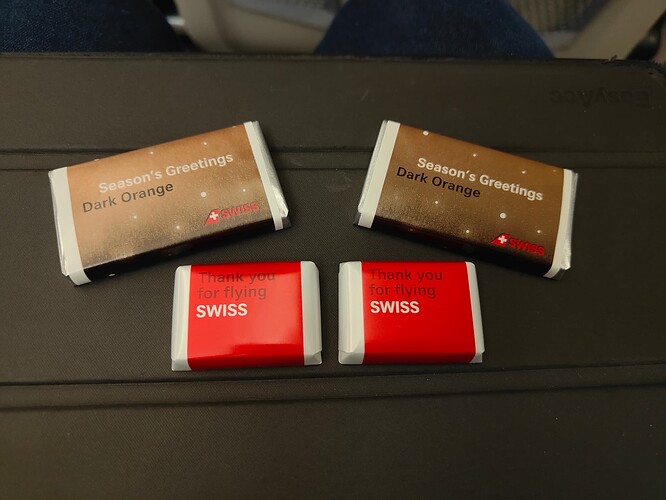 EasyAcc
Season's Greetings
Dark Orange
SWISS
Season's Greetings
Dark Orange
SWISS
Thank you
for flying
SWISS
Thank you
for flying
SWISS